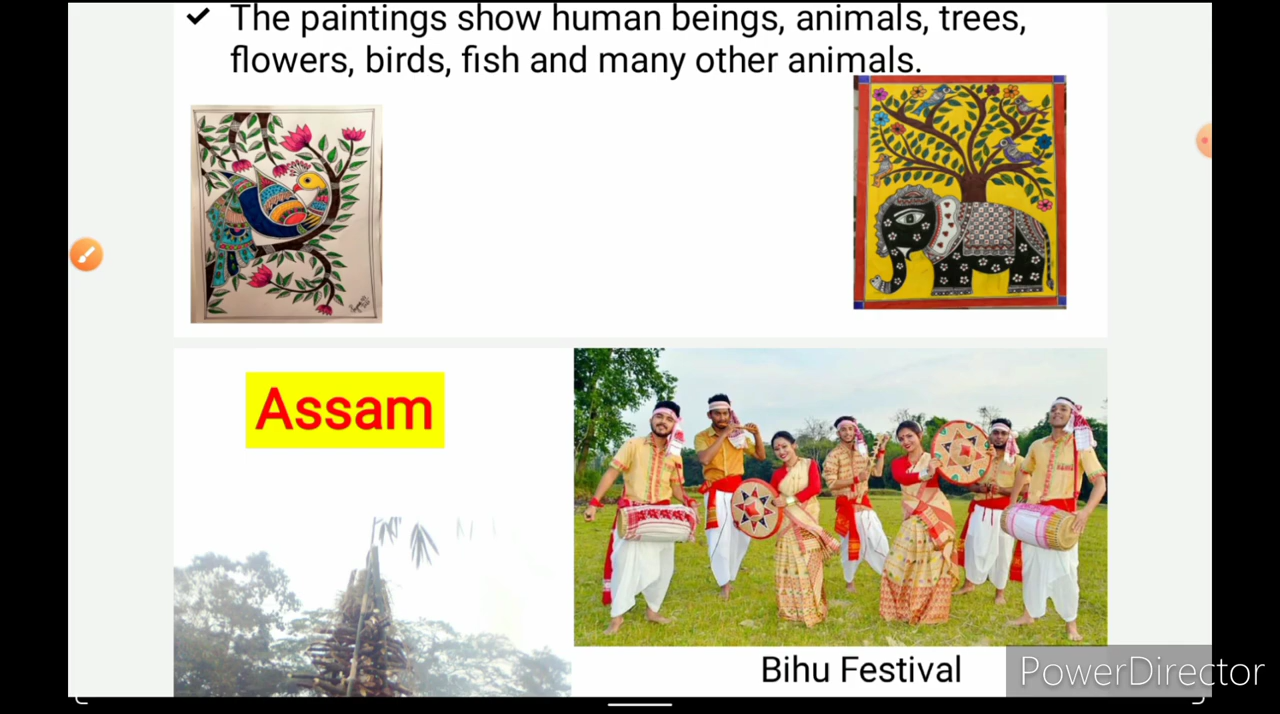 The paintings show human beings, animals, trees,
flowers, birds, fish and many other animals.
Assam
Bihu Festival
PowerDirector